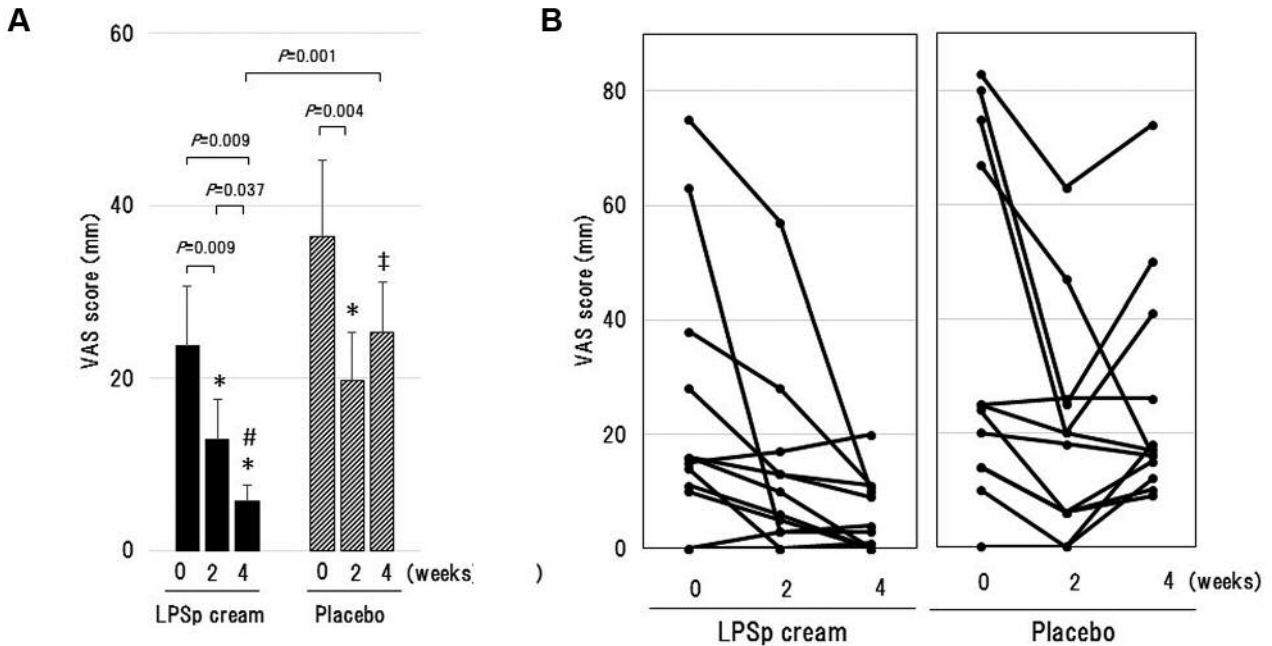 A
60
P=0.001
P=0.004
P=0.009
P=0.037
40
P=0.009
VAS score (mm)
‡
*
*
20
#
*
0
0 2 4 0 2 4 (weeks) )
LPSp cream Placebo
B
80
60
VAS score (mm)
40
20
0
0 2 4 0 2 4 (weeks)
LPSp cream Placebo